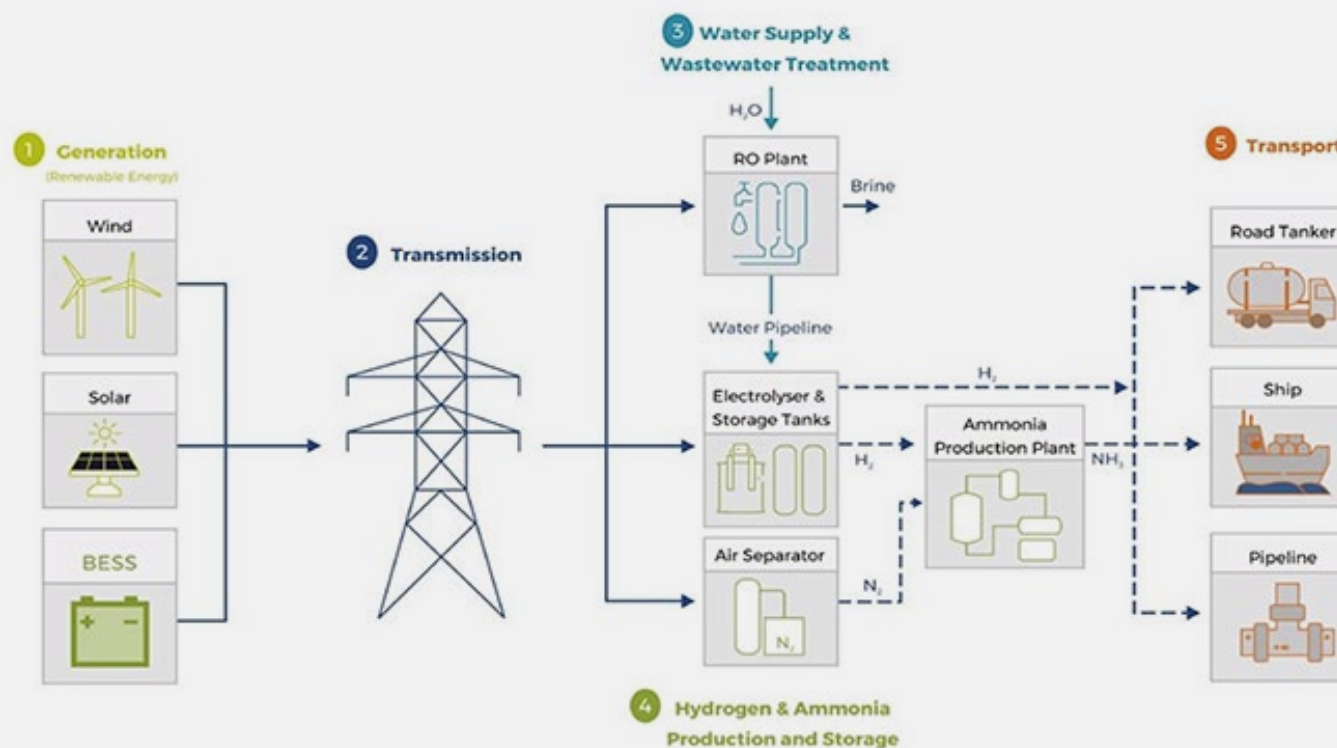 1 Generation
(Renewable Energy)
Wind
Solar
BESS
+ -
2 Transmission
3 Water Supply &
Wastewater Treatment
H₂O
RO Plant
Brine
Water Pipeline
Electrolyser &
Storage Tanks
H₂
H₂
Air Separator
N₂
N₂
Ammonia
Production Plant
NH₃
4 Hydrogen & Ammonia
Production and Storage
5 Transport
Road Tanker
Ship
Pipeline